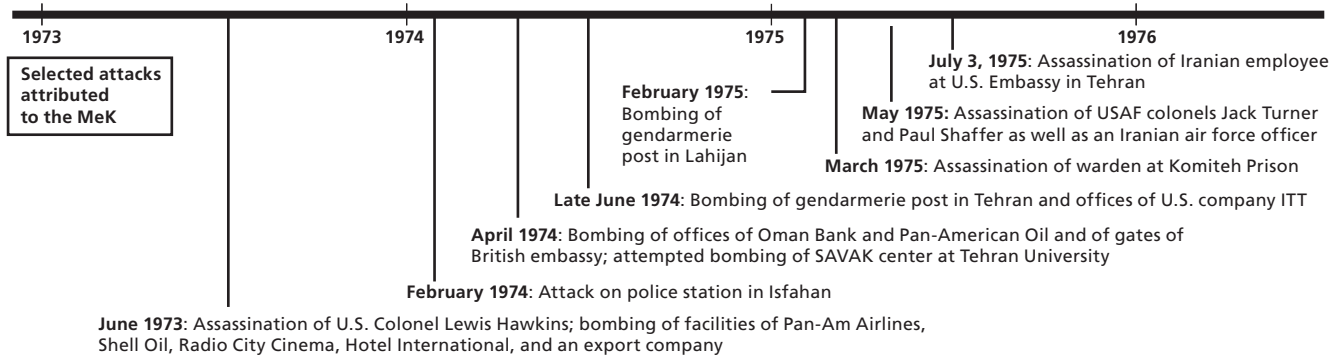 1973
1974
1975
1976
Selected attacks
attributed
to the MeK
July 3, 1975: Assassination of Iranian employee
at U.S. Embassy in Tehran
February 1975:
Bombing of
gendarmerie
post in Lahijan
May 1975: Assassination of USAF colonels Jack Turner
and Paul Shaffer as well as an Iranian air force officer
March 1975: Assassination of warden at Komiteh Prison
Late June 1974: Bombing of gendarmerie post in Tehran and offices of U.S. company ITT
April 1974: Bombing of offices of Oman Bank and Pan-American Oil and of gates of
British embassy; attempted bombing of SAVAK center at Tehran University
February 1974: Attack on police station in Isfahan
June 1973: Assassination of U.S. Colonel Lewis Hawkins; bombing of facilities of Pan-Am Airlines,
Shell Oil, Radio City Cinema, Hotel International, and an export company